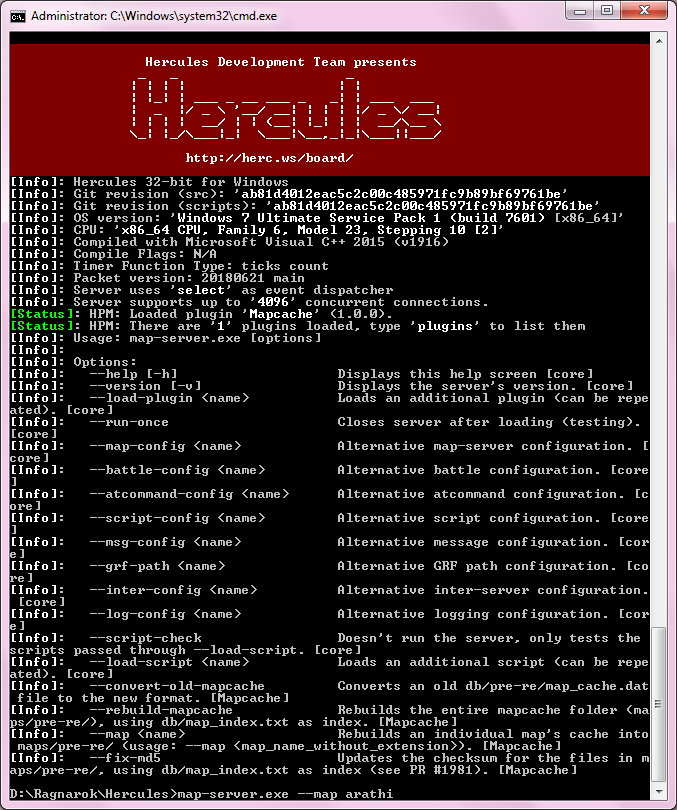 Administrator: C:\Windows\system32\cmd.exe
Hercules Development Team presents
Hercules
http://herc.ws/board/
[Info]: Hercules 32-bit for Windows
[Info]: Git revision (src): 'ab81d4012eac5c2c00c485971fc9b89bf69761be'
[Info]: Git revision (scripts): 'ab81d4012eac5c2c00c485971fc9b89bf69761be'
[Info]: OS version: 'Windows 7 Ultimate Service Pack 1 (build 7601) [x86_64]'
[Info]: CPU: 'x86_64 CPU, Family 6, Model 23, Stepping 10 [2]'
[Info]: Compiled with Microsoft Visual C++ 2015 (v1916)
[Info]: Compile Flags: N/A
[Info]: Timer Function Type: ticks count
[Info]: Packet version: 20180621 main
[Info]: Server uses 'select' as event dispatcher
[Info]: Server supports up to '4096' concurrent connections.
[Status]: HPM: Loaded plugin 'Mapcache' (1.0.0).
[Status]: HPM: There are '1' plugins loaded, type 'plugins' to list them
[Info]: Usage: map-server.exe [options]
[Info]:
[Info]: Options:
[Info]:   --help [-h]                    Displays this help screen [core]
[Info]:   --version [-v]                 Displays the server's version. [core]
[Info]:   --load-plugin <name>           Loads an additional plugin (can be repe
ated). [core]
[Info]:   --run-once                     Closes server after loading (testing).
[core]
[Info]:   --map-config <name>            Alternative map-server configuration. [
core]
[Info]:   --battle-config <name>         Alternative battle configuration. [core
]
[Info]:   --atcommand-config <name>      Alternative atcommand configuration. [c
ore]
[Info]:   --script-config <name>         Alternative script configuration. [core
]
[Info]:   --msg-config <name>            Alternative message configuration. [cor
e]
[Info]:   --grf-path <name>              Alternative GRF path configuration. [co
re]
[Info]:   --inter-config <name>          Alternative inter-server configuration.
 [core]
[Info]:   --log-config <name>            Alternative logging configuration. [cor
e]
[Info]:   --script-check                 Doesn't run the server, only tests the
scripts passed through --load-script. [core]
[Info]:   --load-script <name>           Loads an additional script (can be repe
ated). [core]
[Info]:   --convert-old-mapcache         Converts an old db/pre-re/map_cache.dat
 file to the new format. [Mapcache]
[Info]:   --rebuild-mapcache             Rebuilds the entire mapcache folder (ma
ps/pre-re/), using db/map_index.txt as index. [Mapcache]
[Info]:   --map <name>                   Rebuilds an individual map's cache into
 maps/pre-re/ (usage: --map <map_name_without_extension>). [Mapcache]
[Info]:   --fix-md5                      Updates the checksum for the files in m
aps/pre-re/, using db/map_index.txt as index (see PR #1981). [Mapcache]
D:\Ragnarok\Hercules>map-server.exe --map arathi